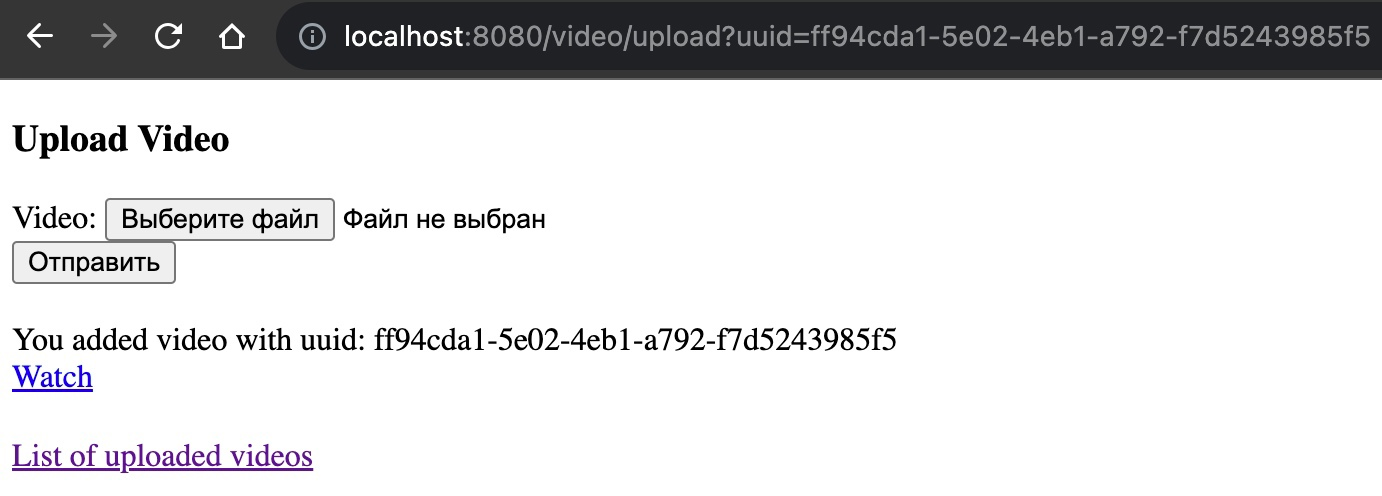 localhost:8080/video/upload?uuid=ff94cda1-5e02-4eb1-a792-f7d5243985f5
Upload Video
Video: Выберите файл Файл не выбран
Отправить
You added video with uuid: ff94cda1-5e02-4eb1-a792-f7d5243985f5
Watch
List of uploaded videos